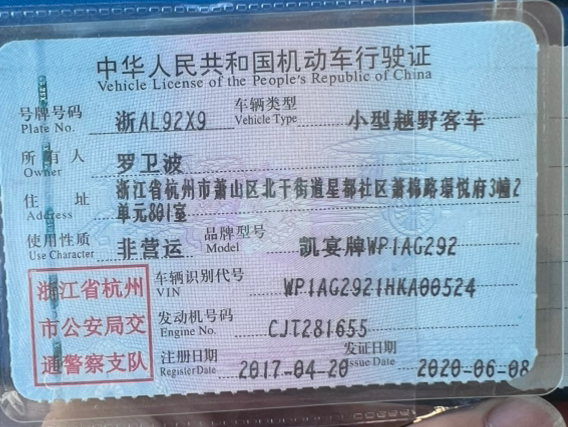 中华人民共和国机动车行驶证
Vehicle License of the People's Republic of China
号牌号码 Plate No. 浙AL92X9 车辆类型 Vehicle Type 小型越野客车
所有人 Owner 罗卫波
住址 Address 浙江省杭州市萧山区北干街道星都社区萧棉路璟悦府3幢2
单元801室
使用性质 Use Character 非营运 品牌型号 Model 凯宴牌WP1AG292
浙江省杭州
市公安局交
通警察支队
车辆识别代号 VIN WP1AG2921HKA00524
发动机号码 Engine No. CJT281655
注册日期 Register Date 2017-04-20 发证日期 Issue Date 2020-06-08